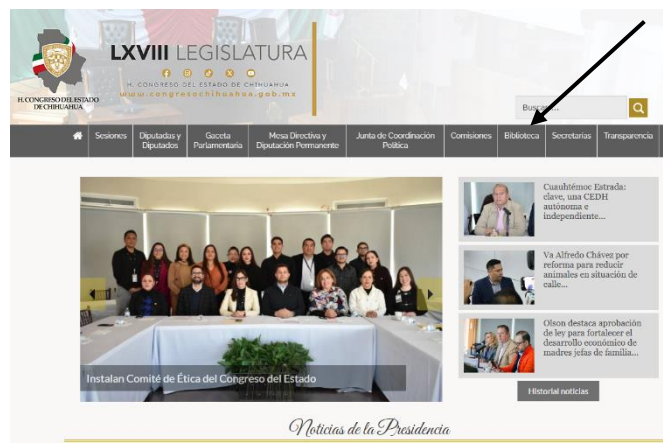 LXVIII LEGISLATURA
H. CONGRESO DEL ESTADO DE CHIHUAHUA
www.congresochihuahua.gob.mx
H. CONGRESO DEL ESTADO
DE CHIHUAHUA
Buscar...
Sesiones
Diputadas y
Diputados
Gaceta
Parlamentaria
Mesa Directiva y
Diputación Permanente
Junta de Coordinación
Política
Comisiones
Biblioteca
Secretarías
Transparencia
Instalan Comité de Ética del Congreso del Estado
Cuauhtémoc Estrada:
clave, una CEDH
autónoma e
independiente...
Va Alfredo Chávez por
reforma para reducir
animales en situación de
calle...
Olson destaca aprobación
de ley para fortalecer el
desarrollo económico de
madres jefas de familia...
Historial noticias
Noticias de la Presidencia